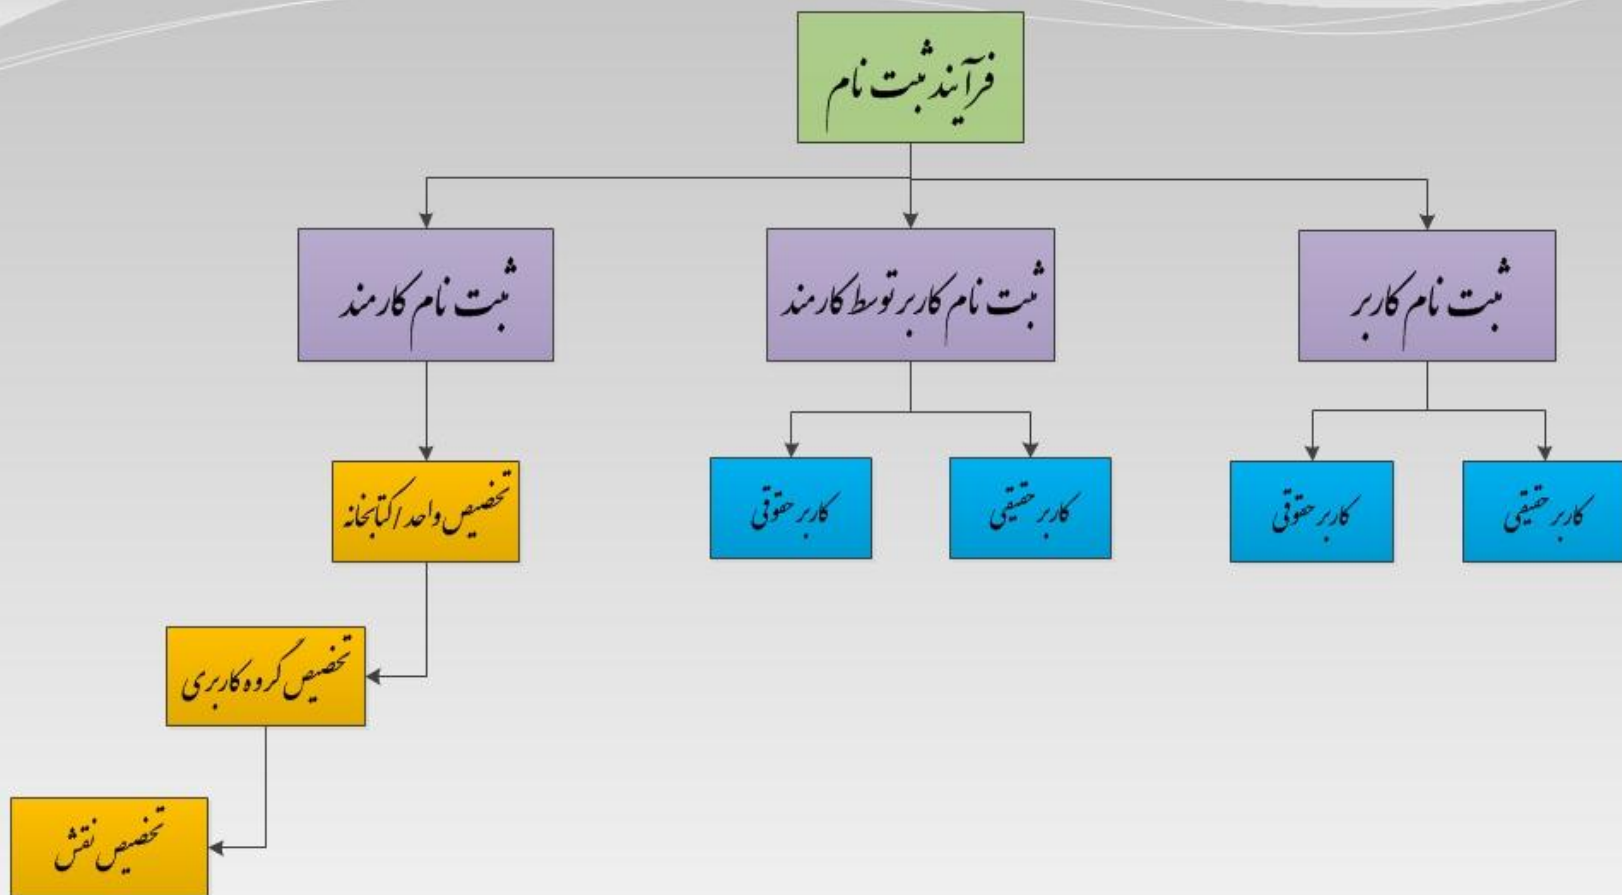 فرآیند ثبت نام
ثبت نام کاربر
ثبت نام کاربر توسط کارمند
ثبت نام کارمند
کاربر حقیقی
کاربر حقوقی
کاربر حقیقی
کاربر حقوقی
تخصیص واحد / کتابخانه
تخصیص گروه کاربری
تخصیص نقش